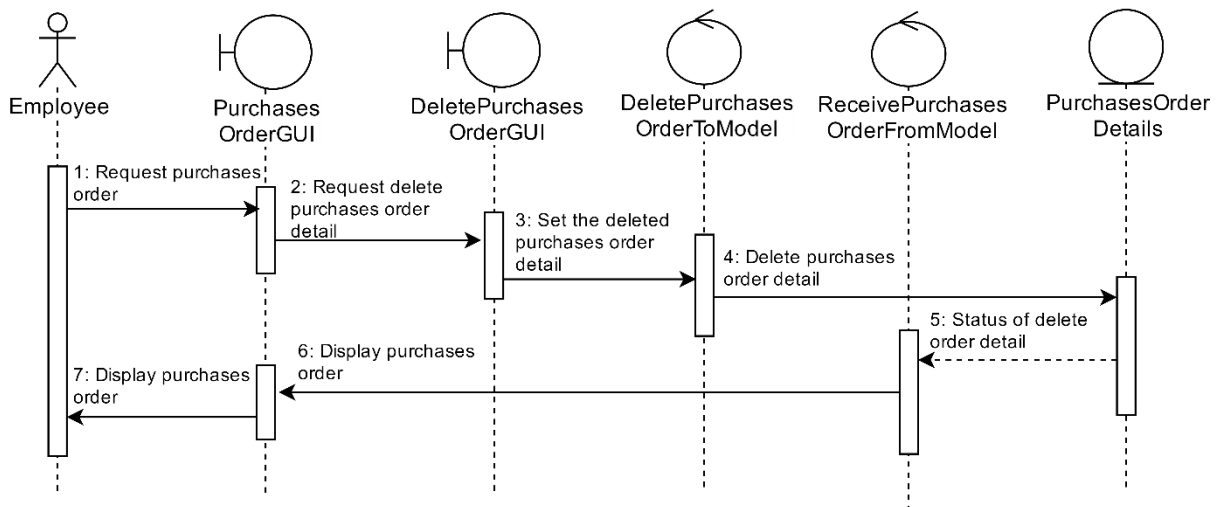 Employee
Purchases
OrderGUI
DeletePurchases
OrderGUI
DeletePurchases
OrderToModel
ReceivePurchases
OrderFromModel
PurchasesOrder
Details
1: Request purchases
order
2: Request delete
purchases order
detail
3: Set the deleted
purchases order
detail
4: Delete purchases
order detail
5: Status of delete
order detail
6: Display purchases
order
7: Display purchases
order